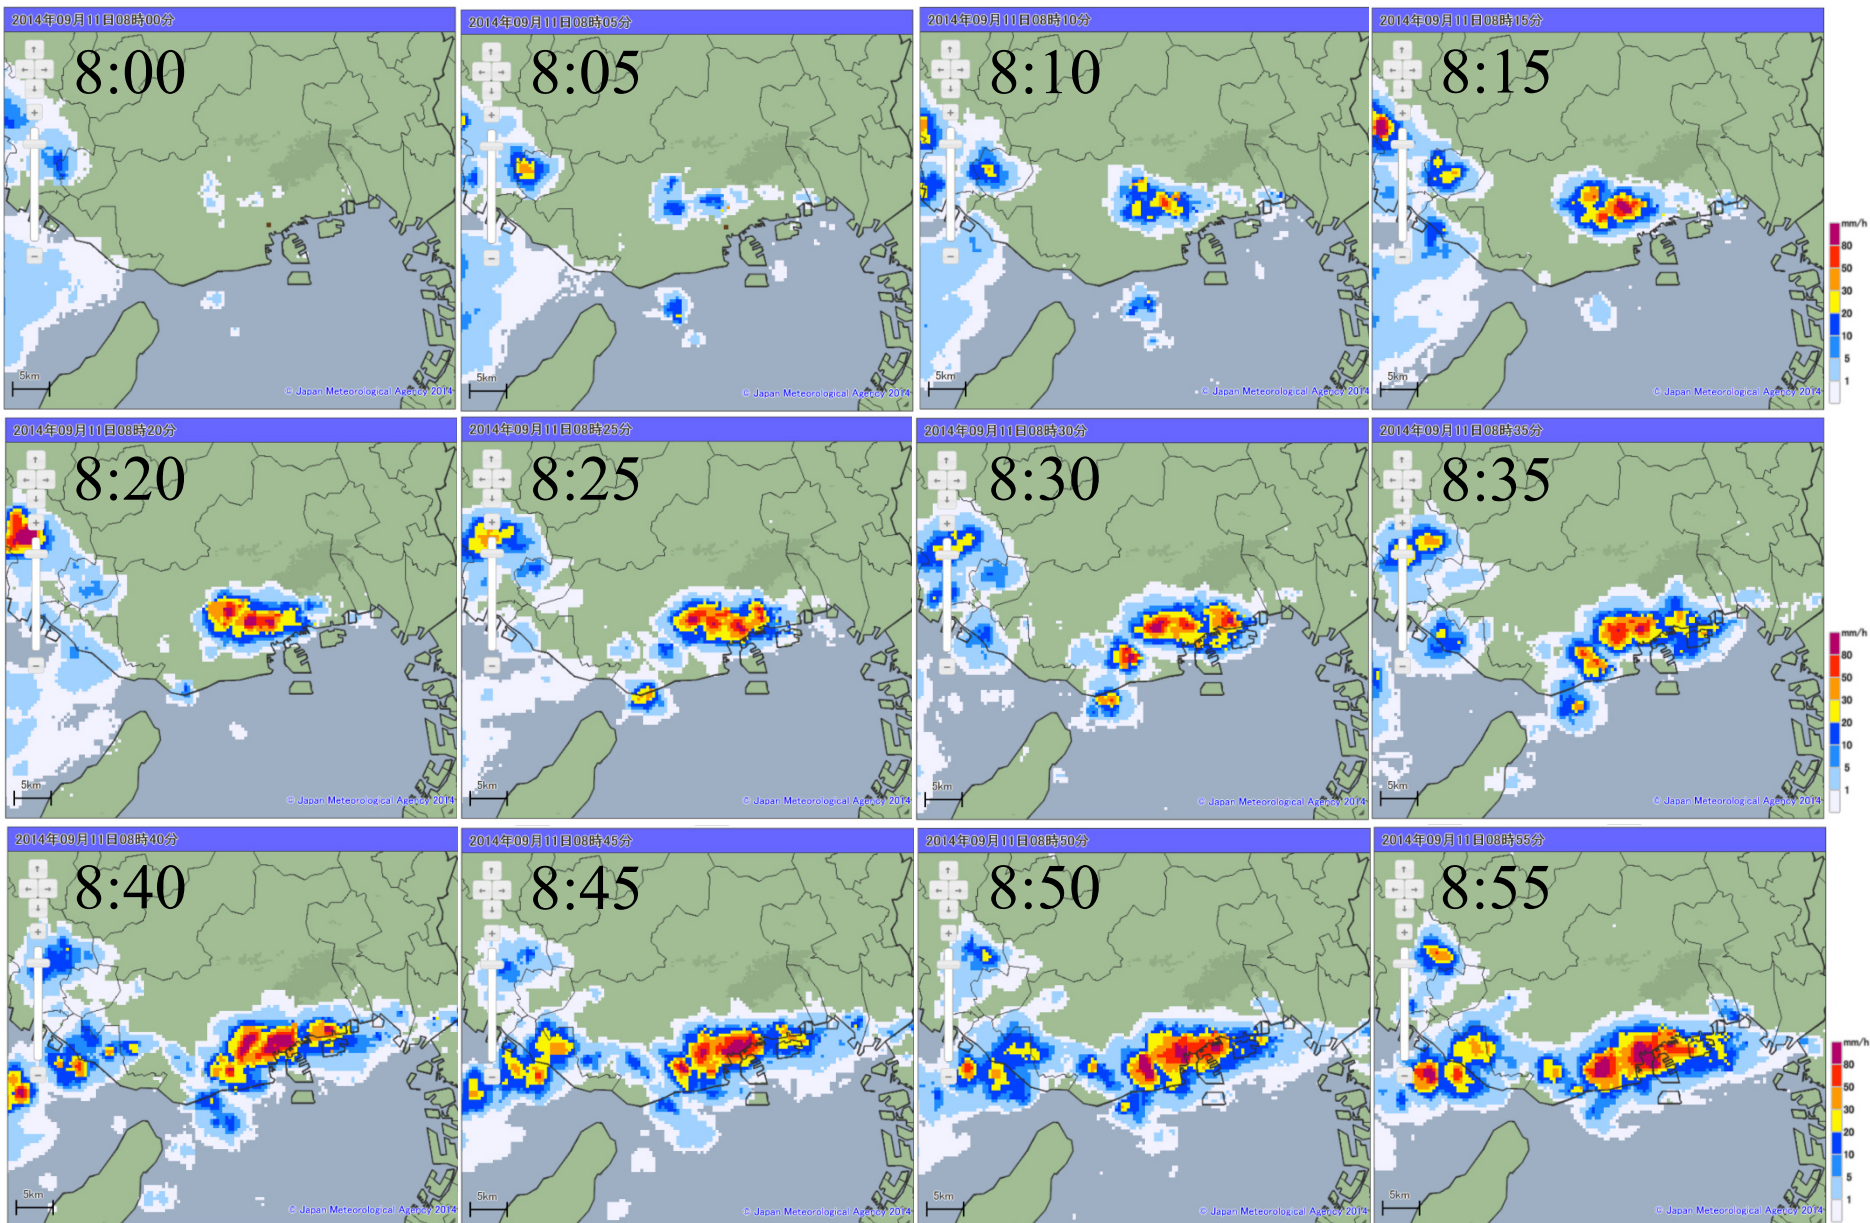 2014年09月11日08時00分
8:00
5km
© Japan Meteorological Agency 2014
2014年09月11日08時05分
8:05
5km
© Japan Meteorological Agency 2014
2014年09月11日08時10分
8:10
5km
© Japan Meteorological Agency 2014
2014年09月11日08時15分
8:15
5km
© Japan Meteorological Agency 2014
mm/h
80
50
30
20
10
5
1
2014年09月11日08時20分
8:20
5km
© Japan Meteorological Agency 2014
2014年09月11日08時25分
8:25
5km
© Japan Meteorological Agency 2014
2014年09月11日08時30分
8:30
5km
© Japan Meteorological Agency 2014
2014年09月11日08時35分
8:35
5km
© Japan Meteorological Agency 2014
mm/h
80
50
30
20
10
5
1
2014年09月11日08時40分
8:40
5km
© Japan Meteorological Agency 2014
2014年09月11日08時45分
8:45
5km
© Japan Meteorological Agency 2014
2014年09月11日08時50分
8:50
5km
© Japan Meteorological Agency 2014
2014年09月11日08時55分
8:55
5km
© Japan Meteorological Agency 2014
mm/h
80
50
30
20
10
5
1